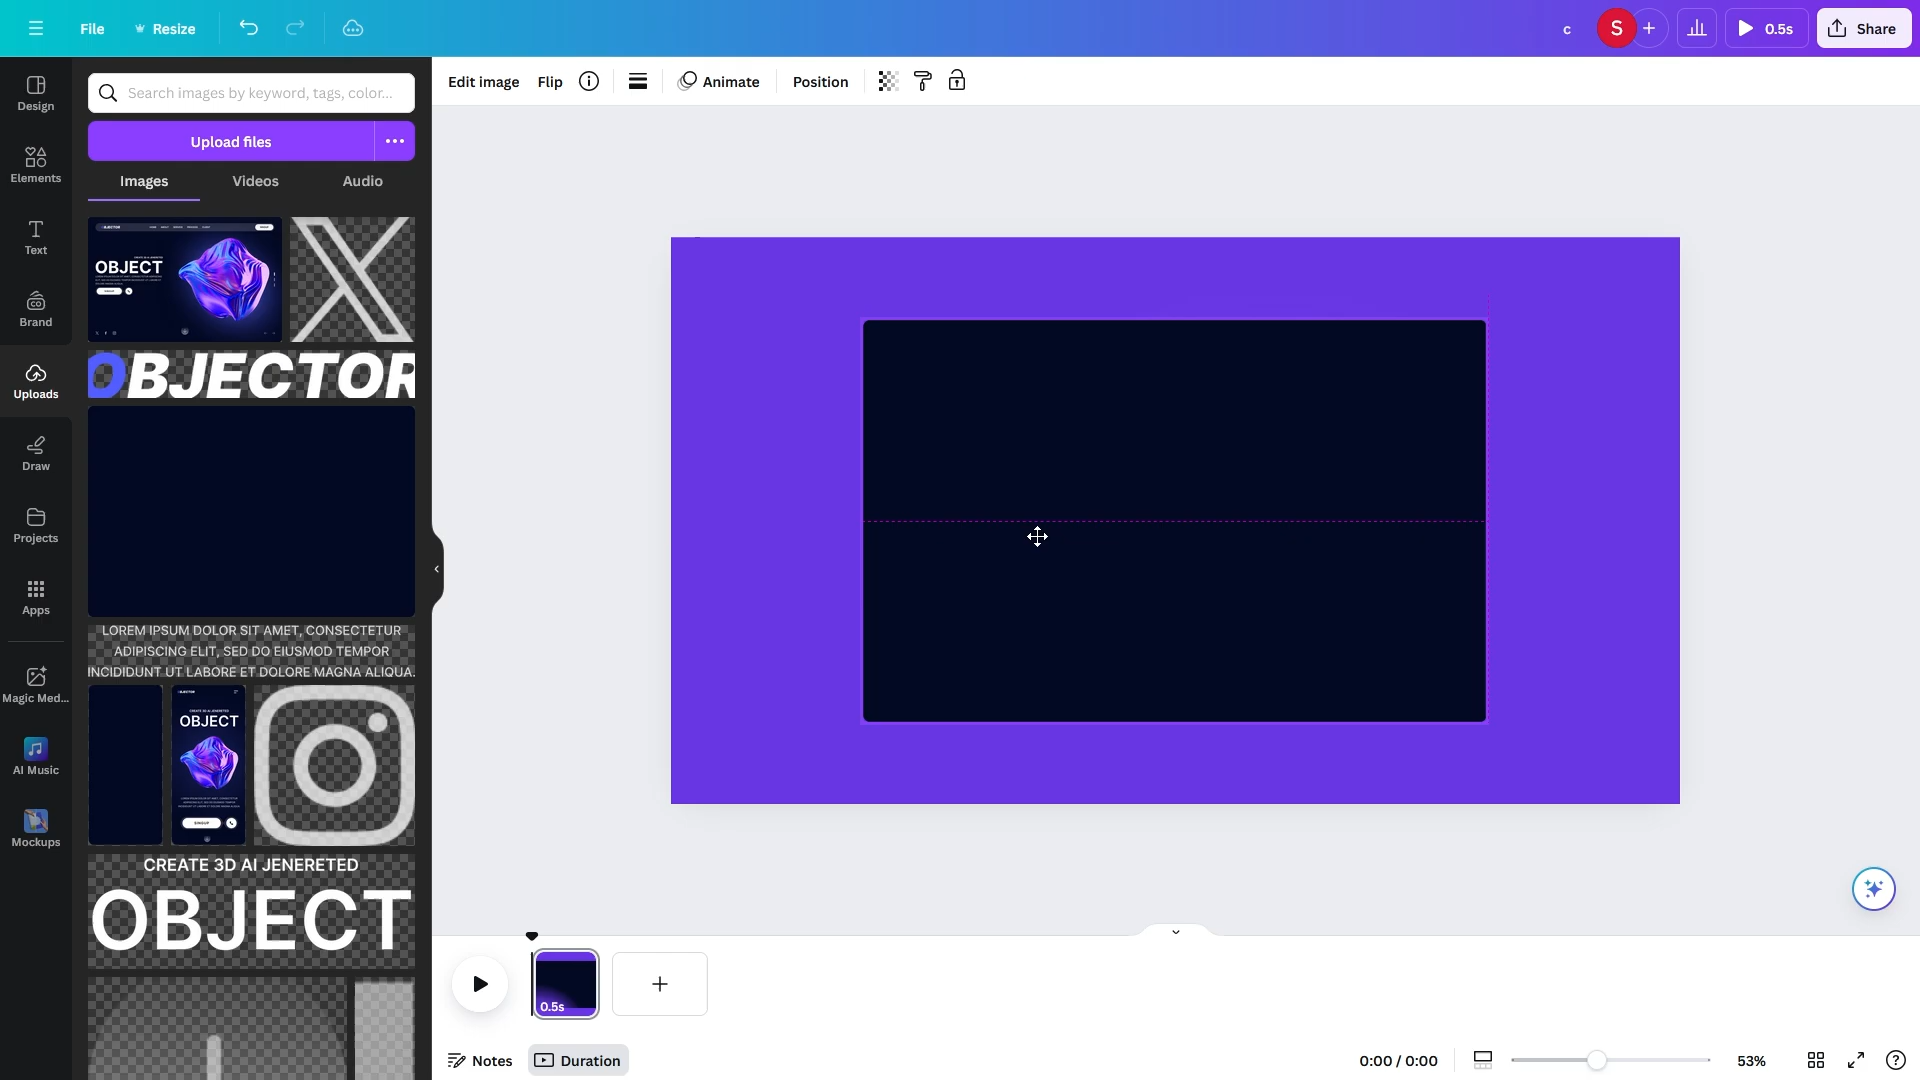 File
Resize
c
S
0.5s
Share
Search images by keyword, tags, color...
Edit image
Flip
Animate
Position
Upload files
Images
Videos
Audio
Design
Elements
Text
Brand
Uploads
Draw
Projects
Apps
Magic Med...
AI Music
Mockups
OBJECT
OBJECTOR
LOREM IPSUM DOLOR SIT AMET, CONSECTETUR
ADIPISCING ELIT, SED DO EIUSMOD TEMPOR
INCIDIDUNT UT LABORE ET DOLORE MAGNA ALIQUA.
OBJECT
CREATE 3D AI JENERETED
OBJECT
0.5s
Notes
Duration
0:00 / 0:00
53%